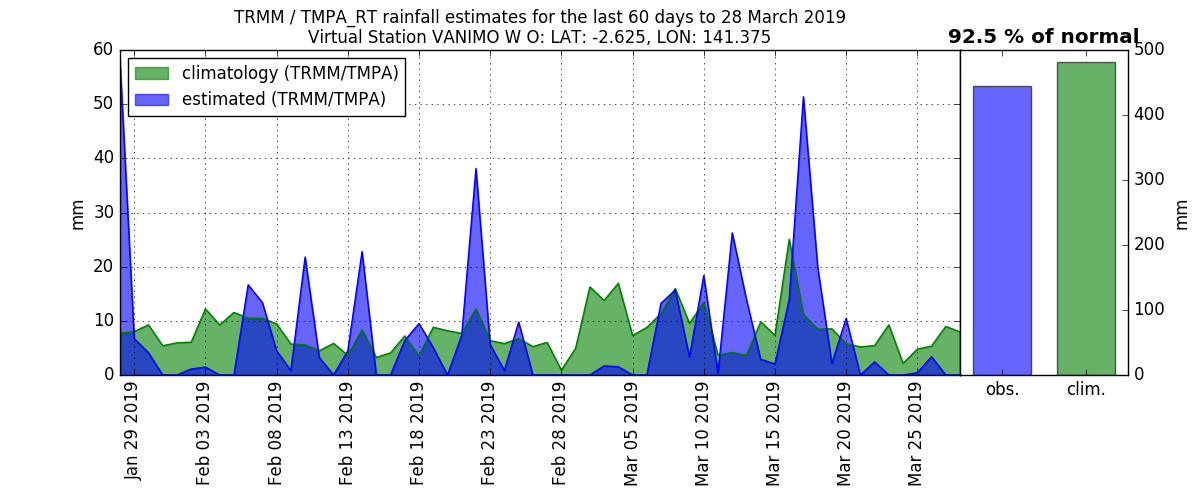 TRMM / TMPA_RT rainfall estimates for the last 60 days to 28 March 2019
Virtual Station VANIMO W O: LAT: -2.625, LON: 141.375
92.5 % of normal
climatology (TRMM/TMPA)
estimated (TRMM/TMPA)
mm
60
50
40
30
20
10
0
500
400
300
200
100
0
mm
Jan 29 2019
Feb 03 2019
Feb 08 2019
Feb 13 2019
Feb 18 2019
Feb 23 2019
Feb 28 2019
Mar 05 2019
Mar 10 2019
Mar 15 2019
Mar 20 2019
Mar 25 2019
obs.
clim.